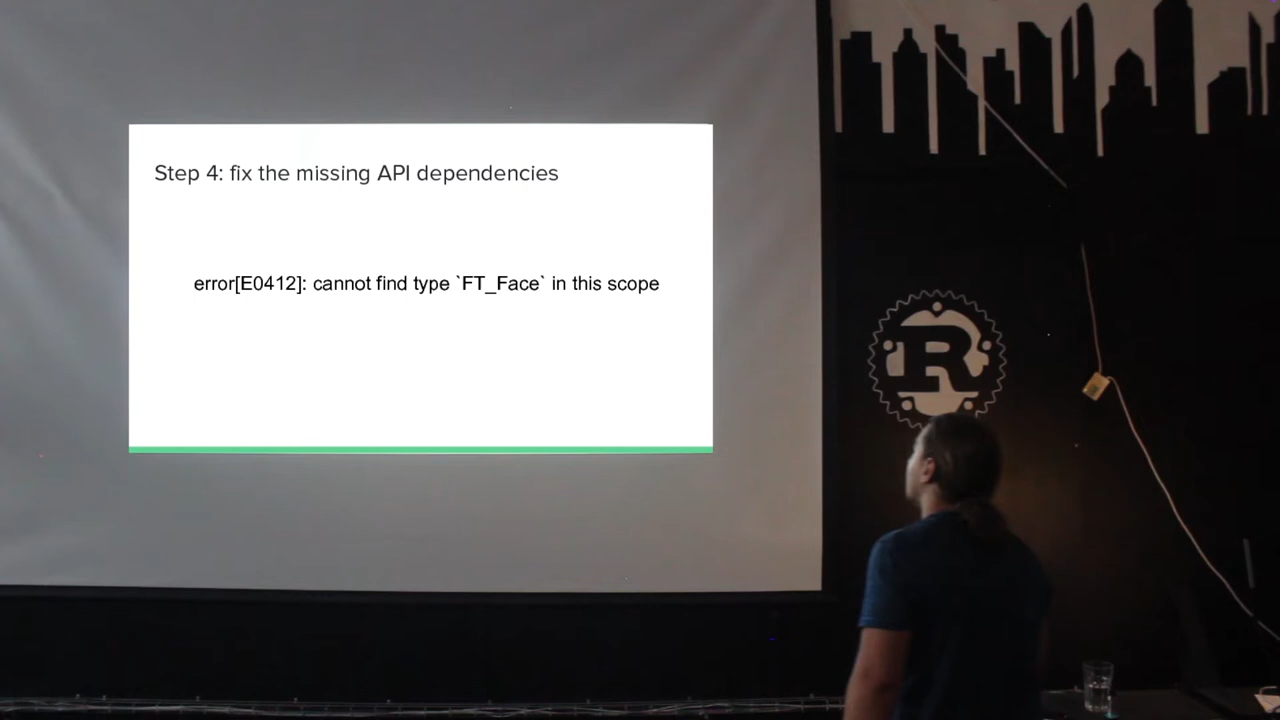 Step 4: fix the missing API dependencies
error[E0412]: cannot find type `FT_Face` in this scope
R